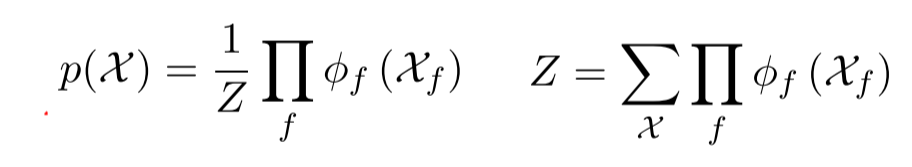 p(𝒳) = 1/Z ∏_f ϕ_f (𝒳_f)    Z = ∑_𝒳 ∏_f ϕ_f (𝒳_f)